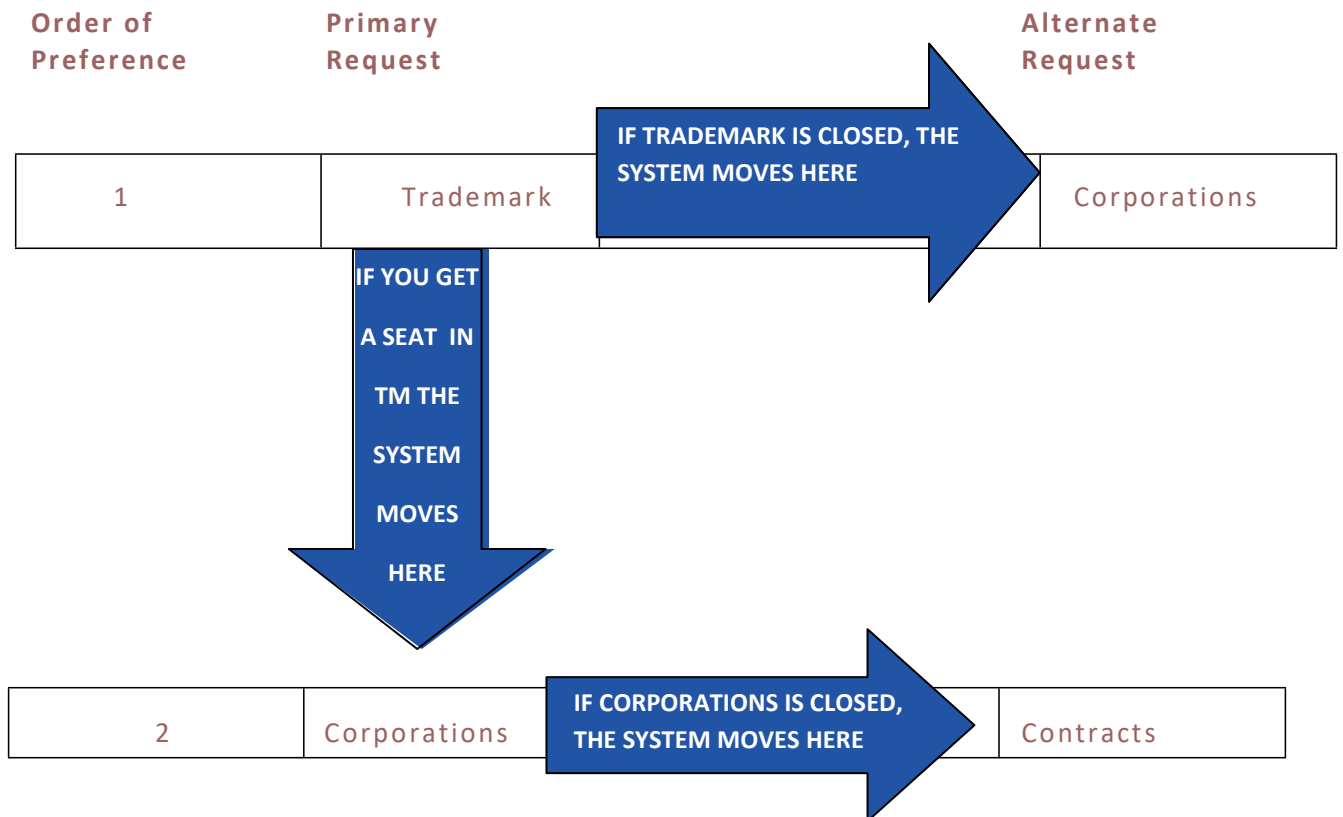 Order of Preference
Primary Request
Alternate Request
IF TRADEMARK IS CLOSED, THE
SYSTEM MOVES HERE
1
Trademark
Corporations
IF YOU GET
A SEAT IN
TM THE
SYSTEM
MOVES
HERE
2
Corporations
IF CORPORATIONS IS CLOSED,
THE SYSTEM MOVES HERE
Contracts